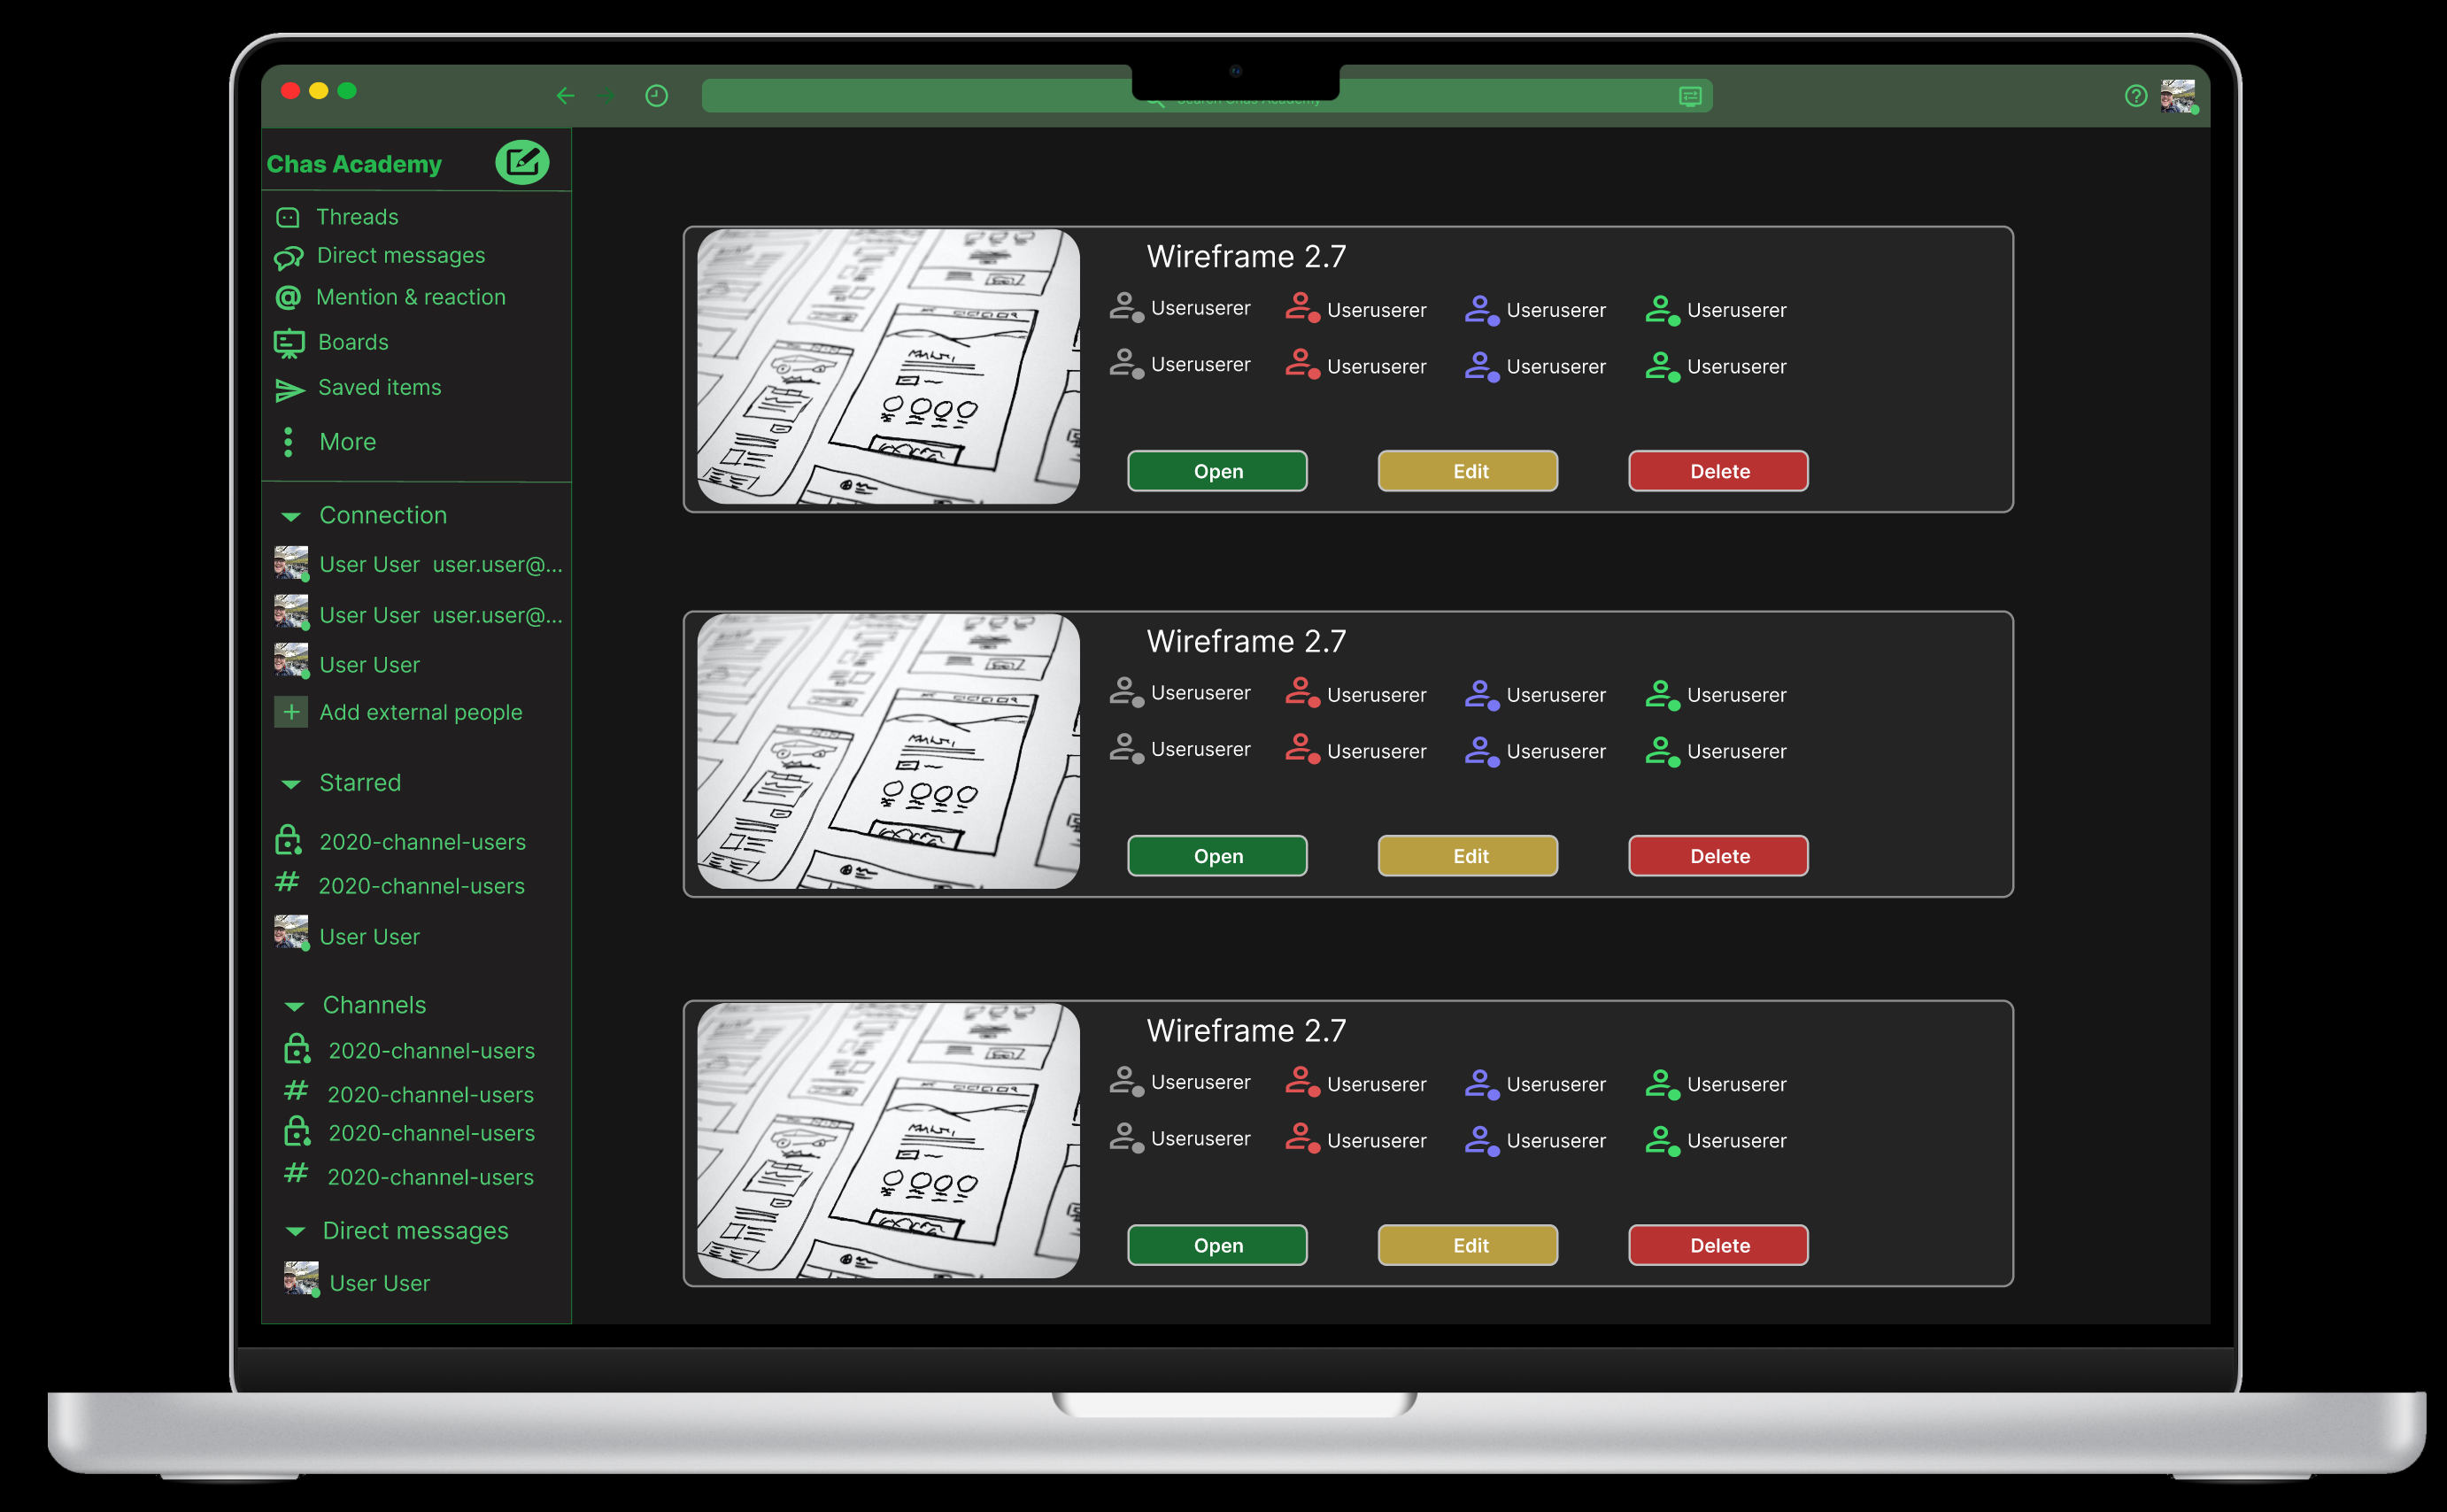 Search Chas Academy
Chas Academy
Threads
Direct messages
@ Mention & reaction
Boards
Saved items
More
Connection
User User user.user@...
User User user.user@...
User User
+ Add external people
Starred
2020-channel-users
# 2020-channel-users
User User
Channels
2020-channel-users
# 2020-channel-users
2020-channel-users
# 2020-channel-users
Direct messages
User User
Wireframe 2.7
Useruserer Useruserer Useruserer Useruserer
Useruserer Useruserer Useruserer Useruserer
Open Edit Delete
Wireframe 2.7
Useruserer Useruserer Useruserer Useruserer
Useruserer Useruserer Useruserer Useruserer
Open Edit Delete
Wireframe 2.7
Useruserer Useruserer Useruserer Useruserer
Useruserer Useruserer Useruserer Useruserer
Open Edit Delete